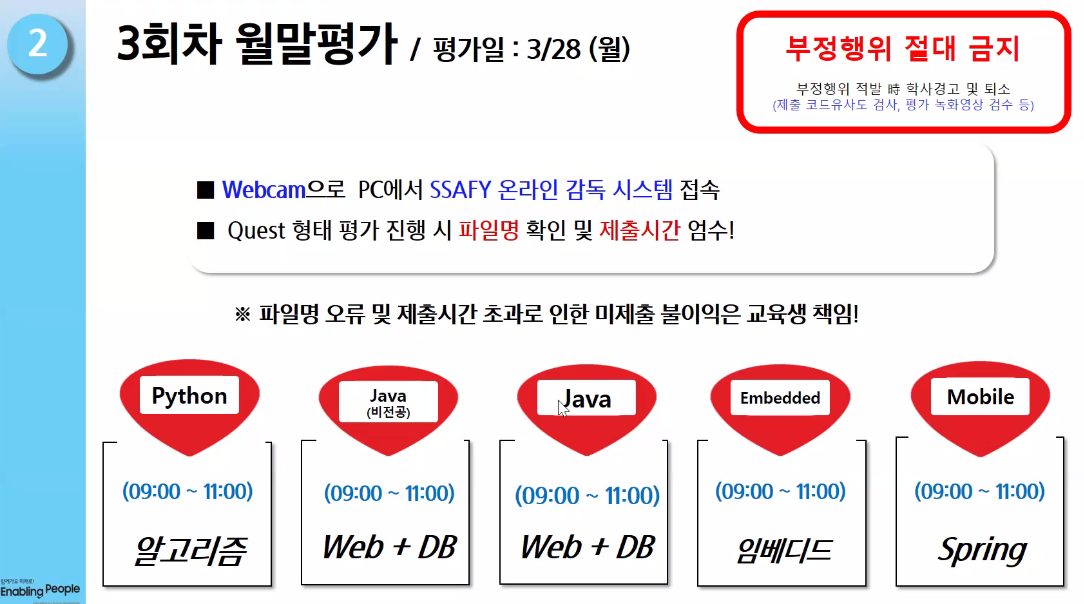 2
3회차 월말평가 / 평가일 : 3/28 (월)
부정행위 절대 금지
부정행위 적발 時 학사경고 및 퇴소
(제출 코드유사도 검사, 평가 녹화영상 검수 등)
■ Webcam으로 PC에서 SSAFY 온라인 감독 시스템 접속
■ Quest 형태 평가 진행 시 파일명 확인 및 제출시간 엄수!
※ 파일명 오류 및 제출시간 초과로 인한 미제출 불이익은 교육생 책임!
Python
(09:00 ~ 11:00)
알고리즘
Java
(비전공)
(09:00 ~ 11:00)
Web + DB
Java
(09:00 ~ 11:00)
Web + DB
Embedded
(09:00 ~ 11:00)
임베디드
Mobile
(09:00 ~ 11:00)
Spring
함께가요 미래로!
Enabling People